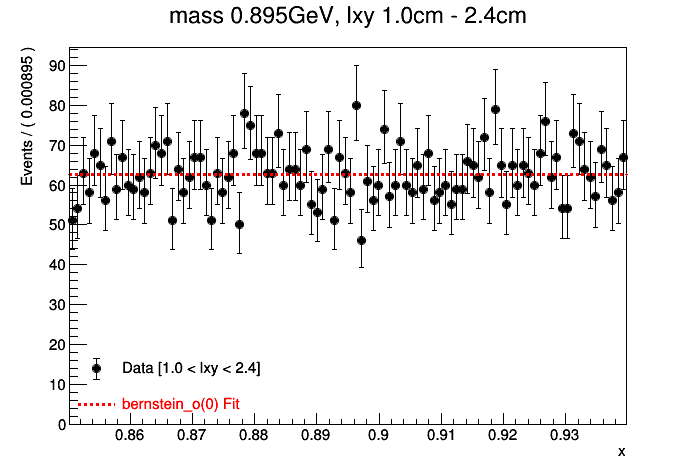 mass 0.895GeV, lxy 1.0cm - 2.4cm
Events / ( 0.000895 )
90
80
70
60
50
40
30
20
10
0
Data [1.0 < lxy < 2.4]
bernstein_o(0) Fit
0.86 0.87 0.88 0.89 0.9 0.91 0.92 0.93
x